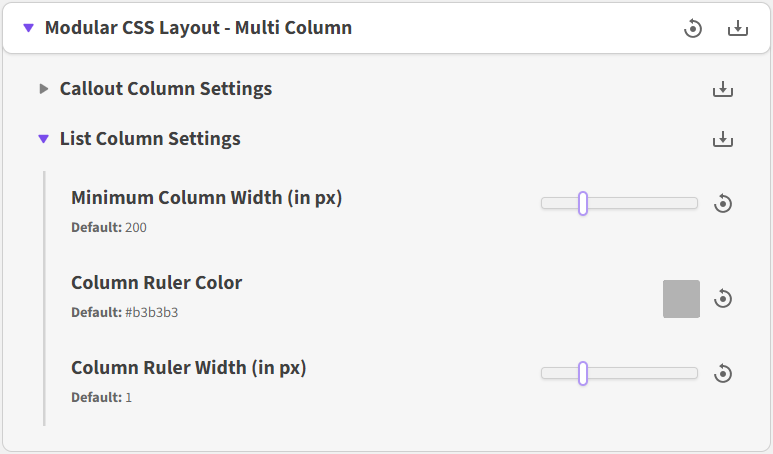 Modular CSS Layout - Multi Column
Callout Column Settings
List Column Settings
Minimum Column Width (in px)
Default: 200
Column Ruler Color
Default: #b3b3b3
Column Ruler Width (in px)
Default: 1